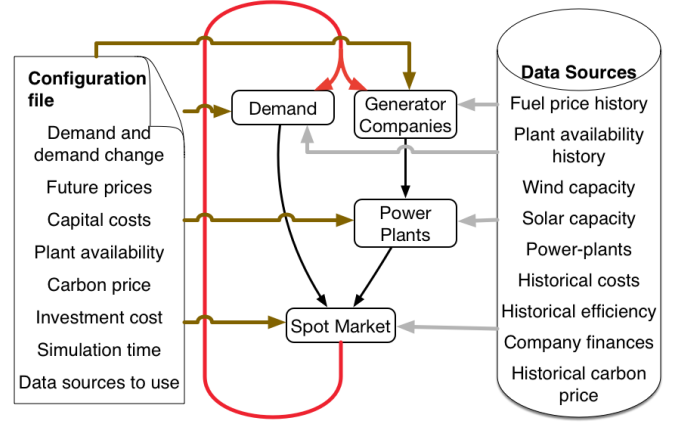 Configuration
file
Demand and
demand change
Future prices
Capital costs
Plant availability
Carbon price
Investment cost
Simulation time
Data sources to use
Demand
Generator
Companies
Power
Plants
Spot Market
Data Sources
Fuel price history
Plant availability
history
Wind capacity
Solar capacity
Power-plants
Historical costs
Historical efficiency
Company finances
Historical carbon
price